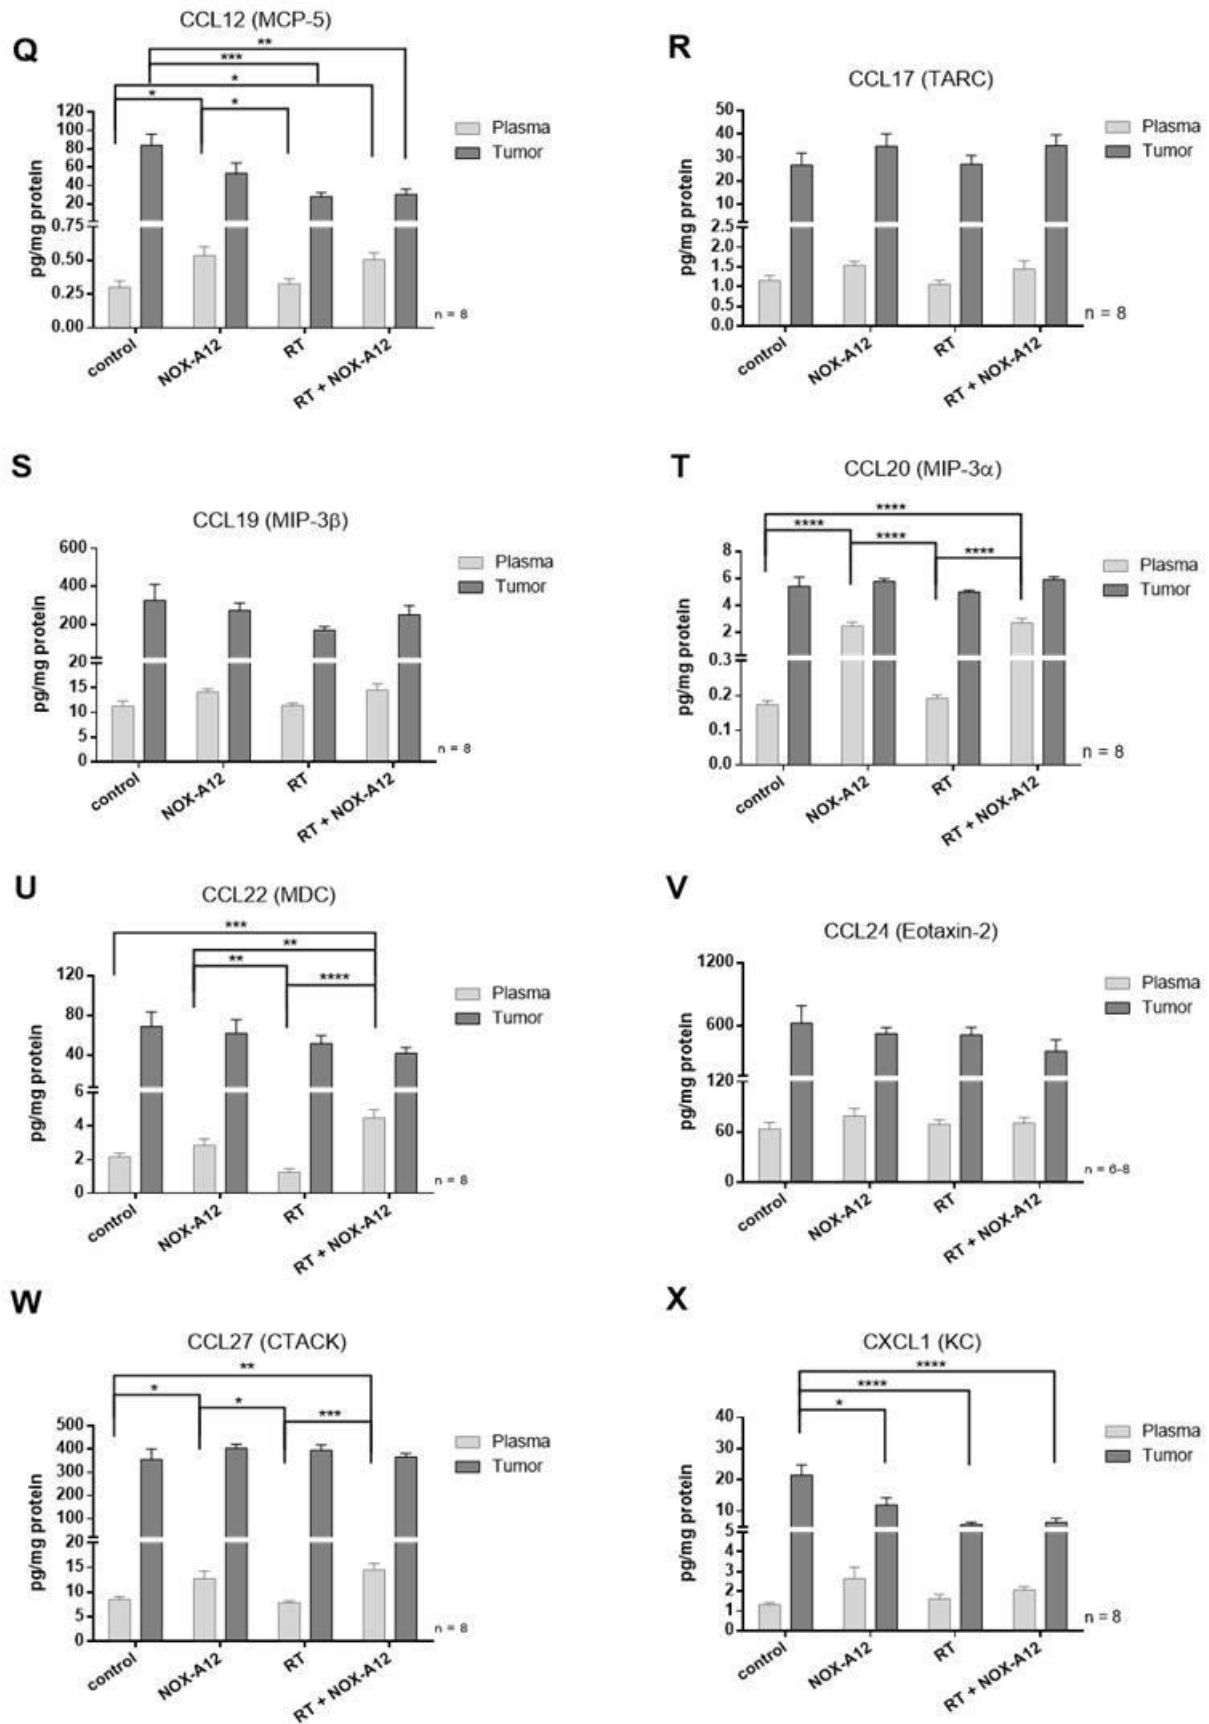 Q
CCL12 (MCP-5)
**
***
*
*
*
pg/mg protein
120
100
80
60
40
20
0.75
0.50
0.25
0.00
Plasma
Tumor
n = 8
control
NOX-A12
RT
RT + NOX-A12
R
CCL17 (TARC)
pg/mg protein
50
40
30
20
10
2.5
2.0
1.5
1.0
0.5
0.0
Plasma
Tumor
n = 8
control
NOX-A12
RT
RT + NOX-A12
S
CCL19 (MIP-3β)
pg/mg protein
600
400
200
20
15
10
5
0
Plasma
Tumor
n = 8
control
NOX-A12
RT
RT + NOX-A12
T
CCL20 (MIP-3α)
****
****
****
****
pg/mg protein
8
6
4
2
0.3
0.2
0.1
0.0
Plasma
Tumor
n = 8
control
NOX-A12
RT
RT + NOX-A12
U
CCL22 (MDC)
***
**
**
****
pg/mg protein
120
80
40
6
4
2
0
Plasma
Tumor
n = 8
control
NOX-A12
RT
RT + NOX-A12
V
CCL24 (Eotaxin-2)
pg/mg protein
1200
600
120
60
0
Plasma
Tumor
n = 6-8
control
NOX-A12
RT
RT + NOX-A12
W
CCL27 (CTACK)
**
*
*
***
pg/mg protein
500
400
300
200
100
20
15
10
5
0
Plasma
Tumor
n = 8
control
NOX-A12
RT
RT + NOX-A12
X
CXCL1 (KC)
****
****
*
pg/mg protein
40
30
20
10
5
4
3
2
1
0
Plasma
Tumor
n = 8
control
NOX-A12
RT
RT + NOX-A12